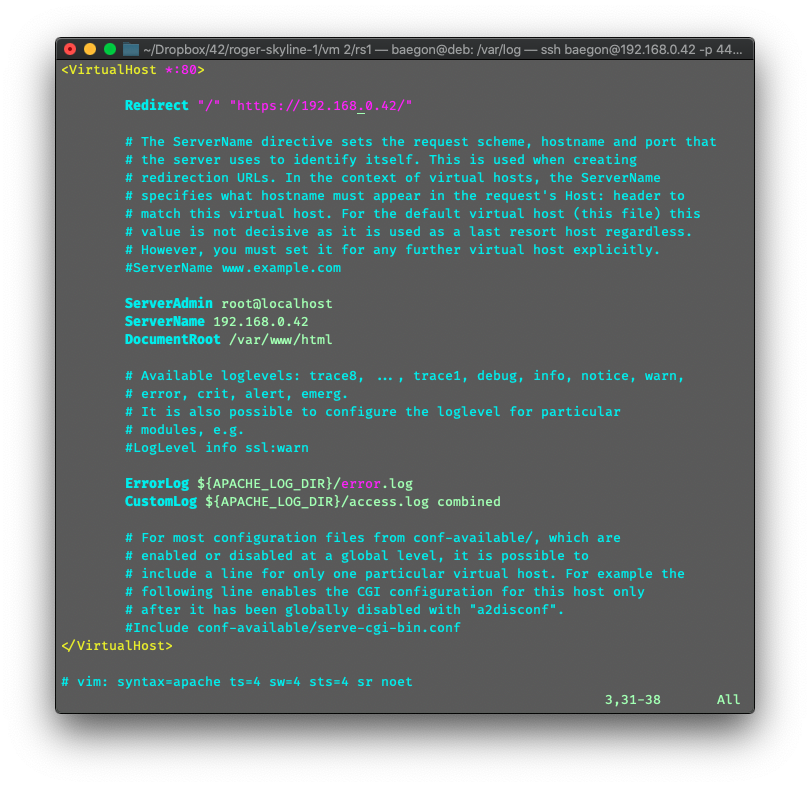 ~/Dropbox/42/roger-skyline-1/vm 2/rs1 — baegon@deb: /var/log — ssh baegon@192.168.0.42 -p 44...
<VirtualHost *:80>
Redirect "/" "https://192.168.0.42/"
# The ServerName directive sets the request scheme, hostname and port that
# the server uses to identify itself. This is used when creating
# redirection URLs. In the context of virtual hosts, the ServerName
# specifies what hostname must appear in the request's Host: header to
# match this virtual host. For the default virtual host (this file) this
# value is not decisive as it is used as a last resort host regardless.
# However, you must set it for any further virtual host explicitly.
#ServerName www.example.com
ServerAdmin root@localhost
ServerName 192.168.0.42
DocumentRoot /var/www/html
# Available loglevels: trace8, ..., trace1, debug, info, notice, warn,
# error, crit, alert, emerg.
# It is also possible to configure the loglevel for particular
# modules, e.g.
#LogLevel info ssl:warn
ErrorLog ${APACHE_LOG_DIR}/error.log
CustomLog ${APACHE_LOG_DIR}/access.log combined
# For most configuration files from conf-available/, which are
# enabled or disabled at a global level, it is possible to
# include a line for only one particular virtual host. For example the
# following line enables the CGI configuration for this host only
# after it has been globally disabled with "a2disconf".
#Include conf-available/serve-cgi-bin.conf
</VirtualHost>
# vim: syntax=apache ts=4 sw=4 sts=4 sr noet
3,31-38 All